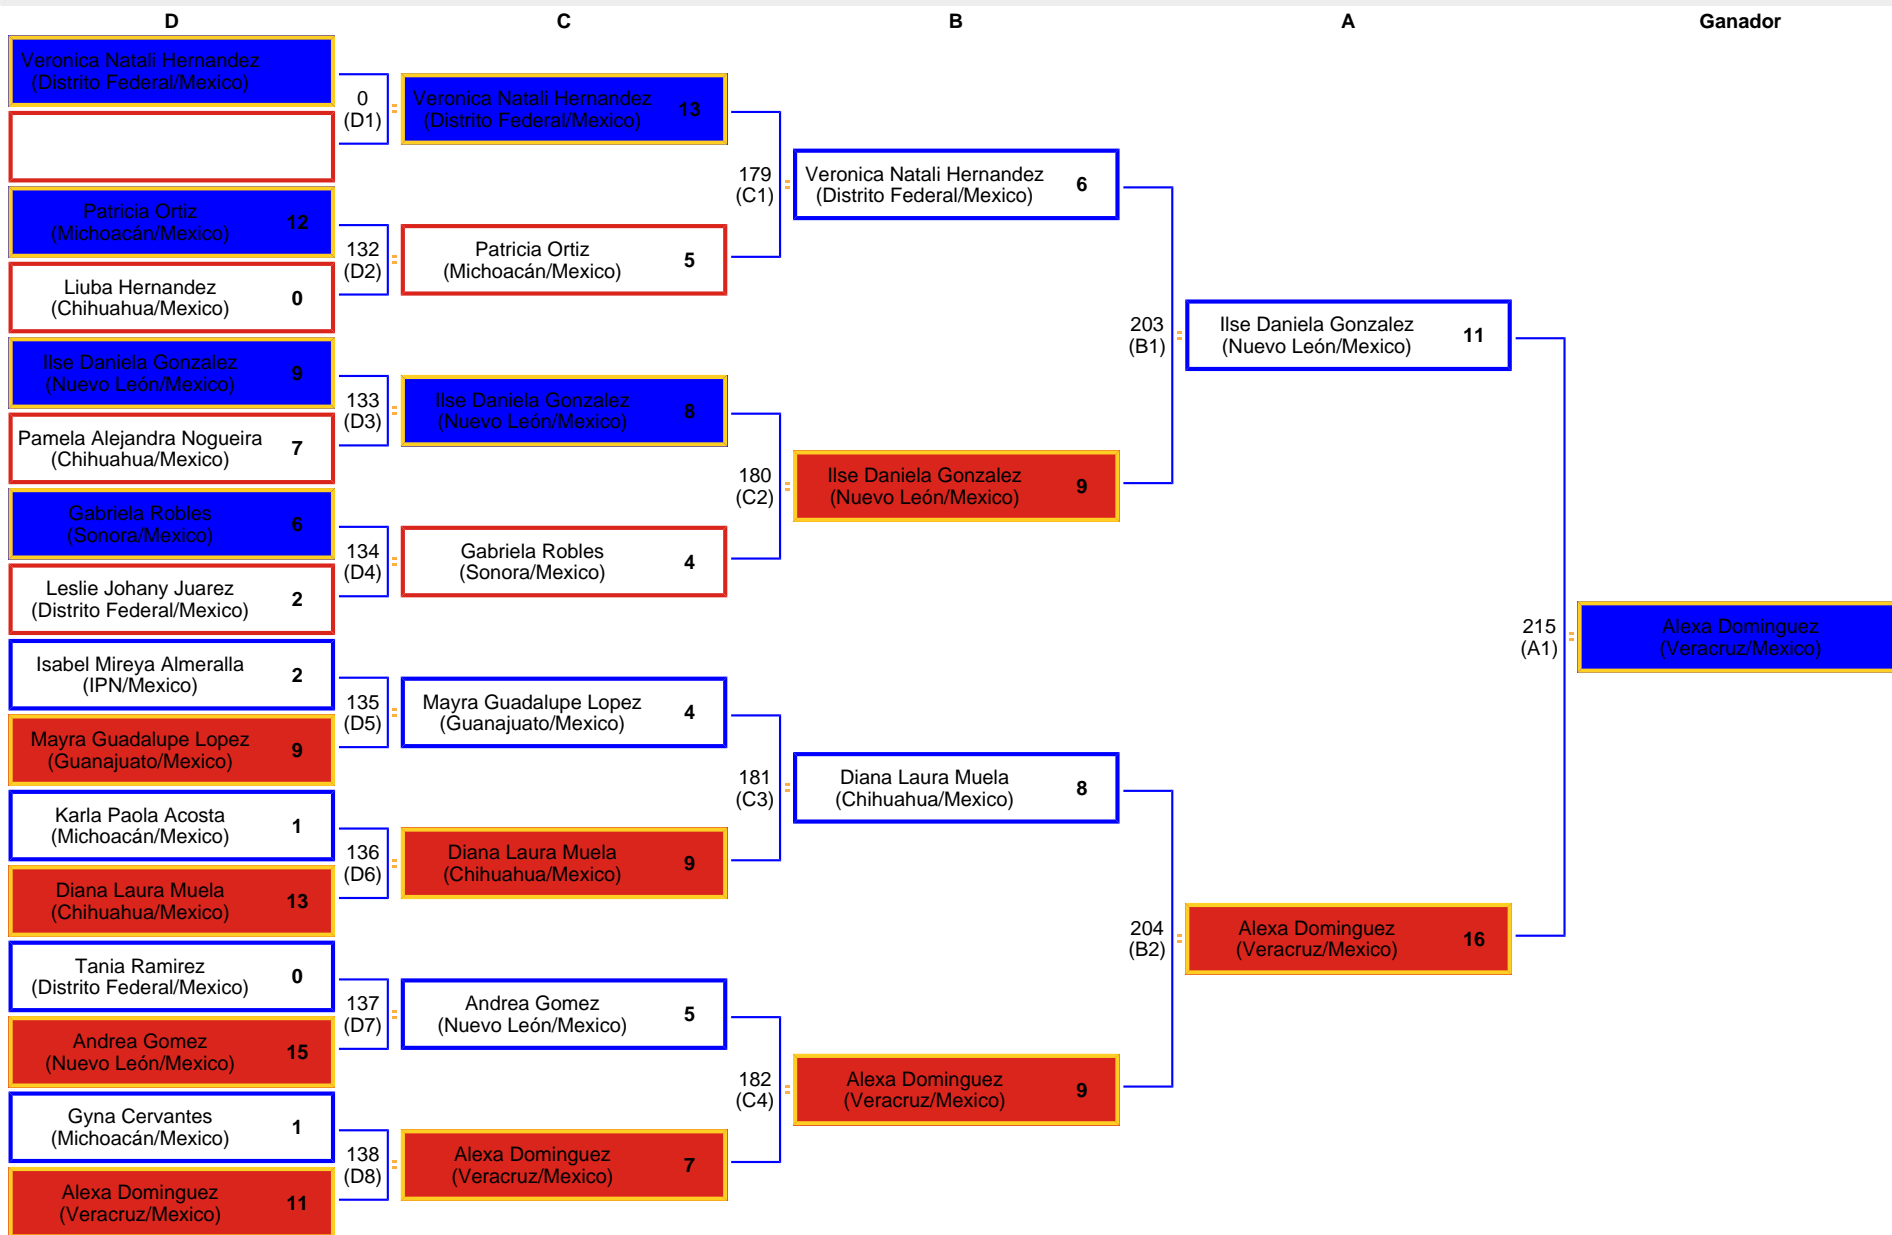 D
C
B
A
Ganador
Veronica Natali Hernandez
(Distrito Federal/Mexico)
0
(D1)
Patricia Ortiz
(Michoacán/Mexico)
12
132
(D2)
Liuba Hernandez
(Chihuahua/Mexico)
0
Ilse Daniela Gonzalez
(Nuevo León/Mexico)
9
133
(D3)
Pamela Alejandra Nogueira
(Chihuahua/Mexico)
7
Gabriela Robles
(Sonora/Mexico)
6
134
(D4)
Leslie Johany Juarez
(Distrito Federal/Mexico)
2
Isabel Mireya Almeralla
(IPN/Mexico)
2
135
(D5)
Mayra Guadalupe Lopez
(Guanajuato/Mexico)
9
Karla Paola Acosta
(Michoacán/Mexico)
1
136
(D6)
Diana Laura Muela
(Chihuahua/Mexico)
13
Tania Ramirez
(Distrito Federal/Mexico)
0
137
(D7)
Andrea Gomez
(Nuevo León/Mexico)
15
Gyna Cervantes
(Michoacán/Mexico)
1
138
(D8)
Alexa Dominguez
(Veracruz/Mexico)
11
Veronica Natali Hernandez
(Distrito Federal/Mexico)
13
179
(C1)
Patricia Ortiz
(Michoacán/Mexico)
5
Ilse Daniela Gonzalez
(Nuevo León/Mexico)
8
180
(C2)
Gabriela Robles
(Sonora/Mexico)
4
Mayra Guadalupe Lopez
(Guanajuato/Mexico)
4
181
(C3)
Diana Laura Muela
(Chihuahua/Mexico)
9
Andrea Gomez
(Nuevo León/Mexico)
5
182
(C4)
Alexa Dominguez
(Veracruz/Mexico)
7
Veronica Natali Hernandez
(Distrito Federal/Mexico)
6
203
(B1)
Ilse Daniela Gonzalez
(Nuevo León/Mexico)
9
Diana Laura Muela
(Chihuahua/Mexico)
8
204
(B2)
Alexa Dominguez
(Veracruz/Mexico)
9
Ilse Daniela Gonzalez
(Nuevo León/Mexico)
11
215
(A1)
Alexa Dominguez
(Veracruz/Mexico)
16
Alexa Dominguez
(Veracruz/Mexico)